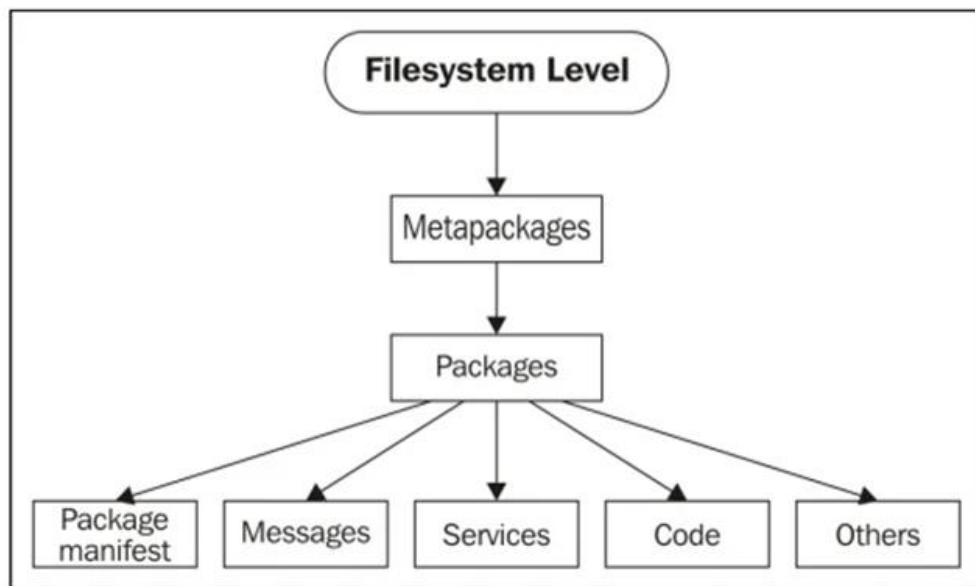 Filesystem Level
Metapackages
Packages
Package
manifest
Messages
Services
Code
Others